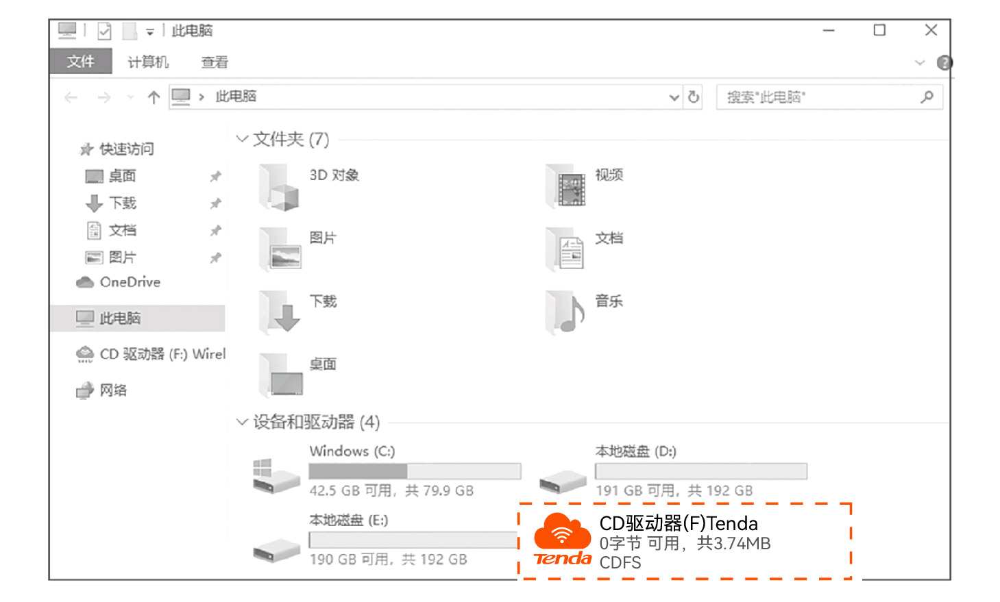 此电脑
文件 计算机 查看
此电脑 搜索"此电脑"
快速访问
桌面
下载
文档
图片
OneDrive
此电脑
CD 驱动器 (F:) Wirel
网络
文件夹 (7)
3D 对象
视频
图片
文档
下载
音乐
桌面
设备和驱动器 (4)
Windows (C:)
42.5 GB 可用，共 79.9 GB
本地磁盘 (D:)
191 GB 可用，共 192 GB
本地磁盘 (E:)
190 GB 可用，共 192 GB
Tenda
CD驱动器(F)Tenda
0字节 可用，共3.74MB
CDFS